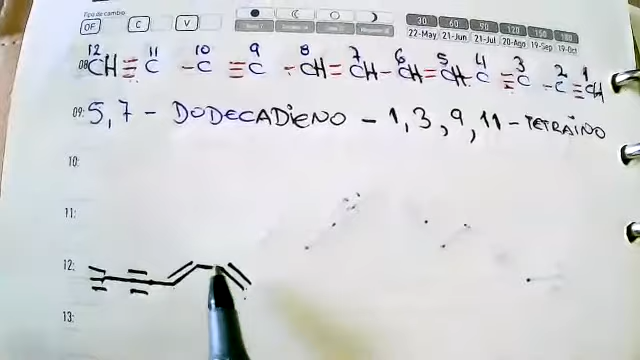 Tipo de cambio
OF C V
30 60 90 120 150 180
22-May 21-Jun 21-Jul 20-Ago 19-Sep 19-Oct
12 11 10 9 8 7 6 5 4 3 2 1
08: CH ≡ C - C ≡ C - CH = CH - CH = CH - C ≡ C - C ≡ CH
09: 5,7 - DODECADIENO - 1,3,9,11 - TETRAINO
10:
11:
12:
13: